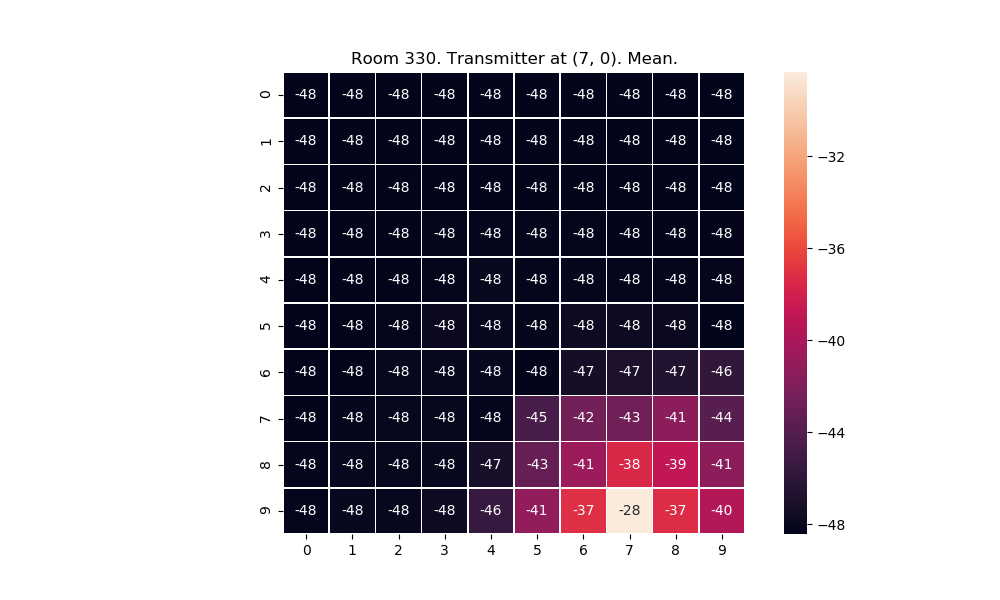 Room 330. Transmitter at (7, 0). Mean.
0 -48 -48 -48 -48 -48 -48 -48 -48 -48 -48
1 -48 -48 -48 -48 -48 -48 -48 -48 -48 -48
2 -48 -48 -48 -48 -48 -48 -48 -48 -48 -48
3 -48 -48 -48 -48 -48 -48 -48 -48 -48 -48
4 -48 -48 -48 -48 -48 -48 -48 -48 -48 -48
5 -48 -48 -48 -48 -48 -48 -48 -48 -48 -48
6 -48 -48 -48 -48 -48 -48 -47 -47 -47 -46
7 -48 -48 -48 -48 -48 -45 -42 -43 -41 -44
8 -48 -48 -48 -48 -47 -43 -41 -38 -39 -41
9 -48 -48 -48 -48 -46 -41 -37 -28 -37 -40
0 1 2 3 4 5 6 7 8 9
−32
−36
−40
−44
−48